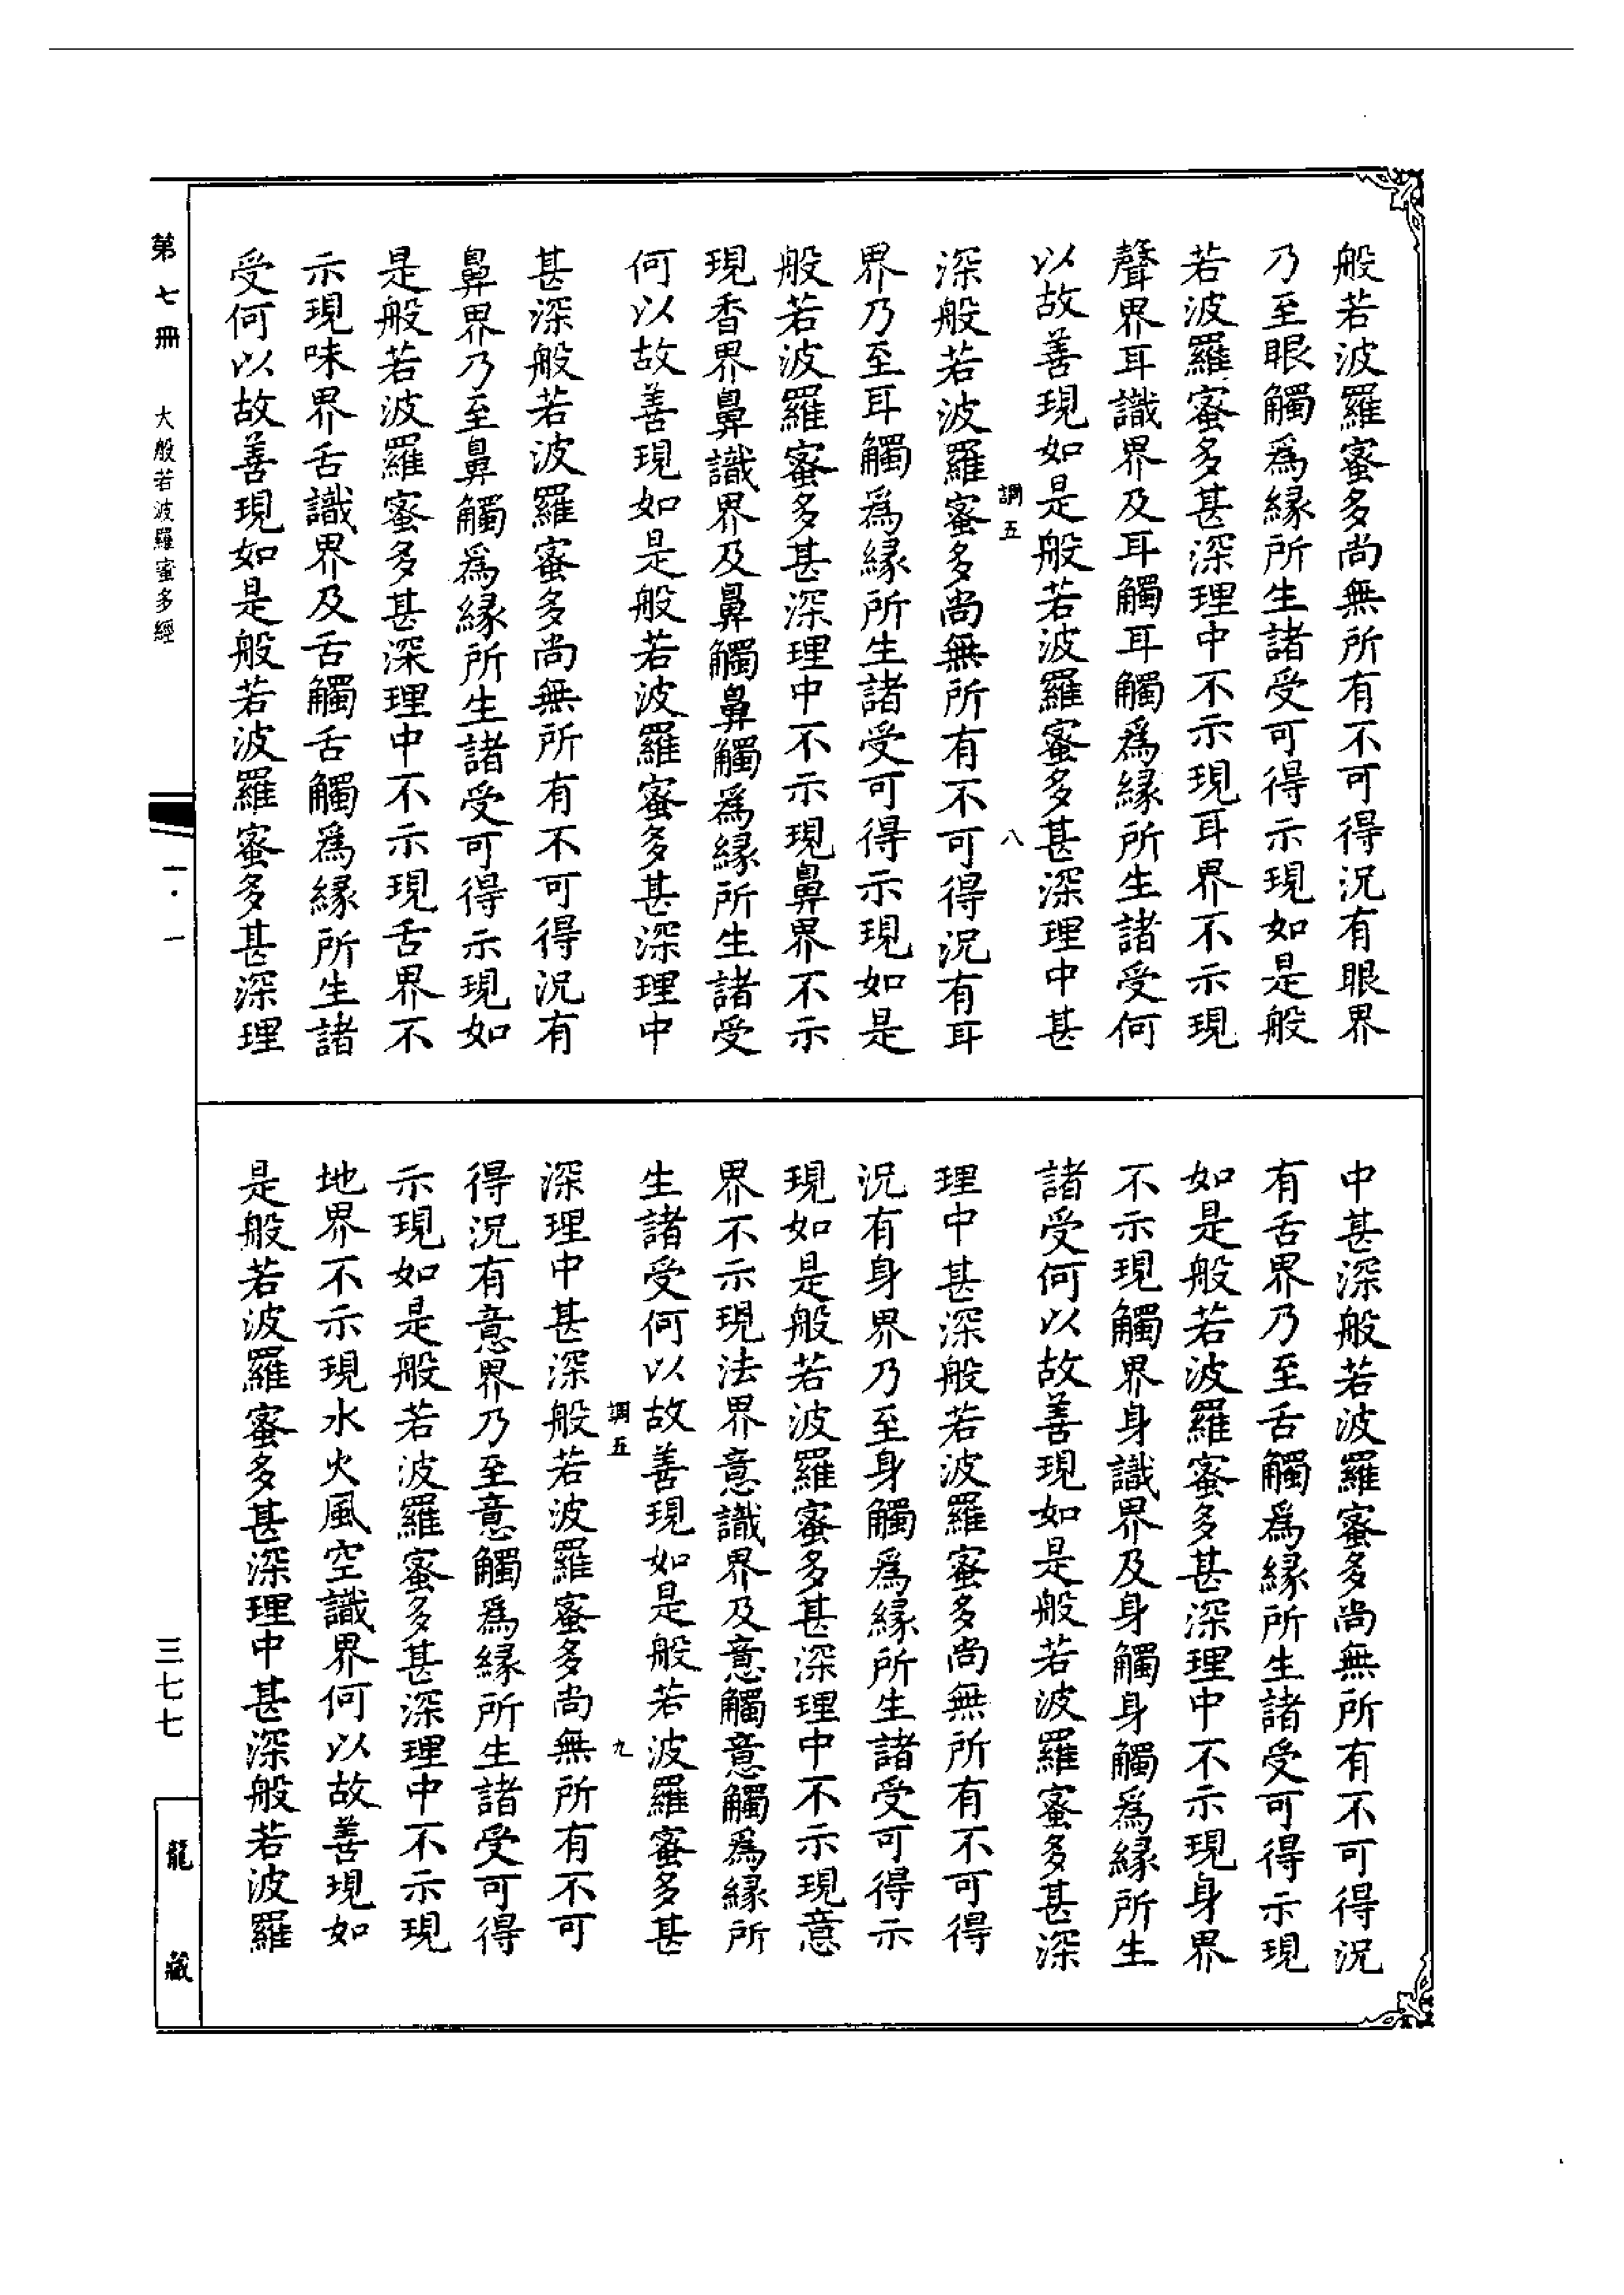 般若波羅蜜多尚無所有不可得況有眼界
乃至眼觸為緣所生諸受可得示現如是般
若波羅蜜多甚深理中不示現耳界不示現
聲界耳識界及耳觸耳觸為緣所生諸受何
以故善現如是般若波羅蜜多甚深理中甚
調五 八
深般若波羅蜜多尚無所有不可得況有耳
界乃至耳觸為緣所生諸受可得示現如是
般若波羅蜜多甚深理中不示現鼻界不示
現香界鼻識界及鼻觸鼻觸為緣所生諸受
何以故善現如是般若波羅蜜多甚深理中
甚深般若波羅蜜多尚無所有不可得況有
鼻界乃至鼻觸為緣所生諸受可得示現如
是般若波羅蜜多甚深理中不示現舌界不
示現味界舌識界及舌觸舌觸為緣所生諸
受何以故善現如是般若波羅蜜多甚深理
中甚深般若波羅蜜多尚無所有不可得況
有舌界乃至舌觸為緣所生諸受可得示現
如是般若波羅蜜多甚深理中不示現身界
不示現觸界身識界及身觸身觸為緣所生
諸受何以故善現如是般若波羅蜜多甚深
理中甚深般若波羅蜜多尚無所有不可得
況有身界乃至身觸為緣所生諸受可得示
現如是般若波羅蜜多甚深理中不示現意
界不示現法界意識界及意觸意觸為緣所
生諸受何以故善現如是般若波羅蜜多甚
調五 九
深理中甚深般若波羅蜜多尚無所有不可
得況有意界乃至意觸為緣所生諸受可得
示現如是般若波羅蜜多甚深理中不示現
地界不示現水火風空識界何以故善現如
是般若波羅蜜多甚深理中甚深般若波羅
第七冊 大般若波羅蜜多經 一·一 三七七 龍藏